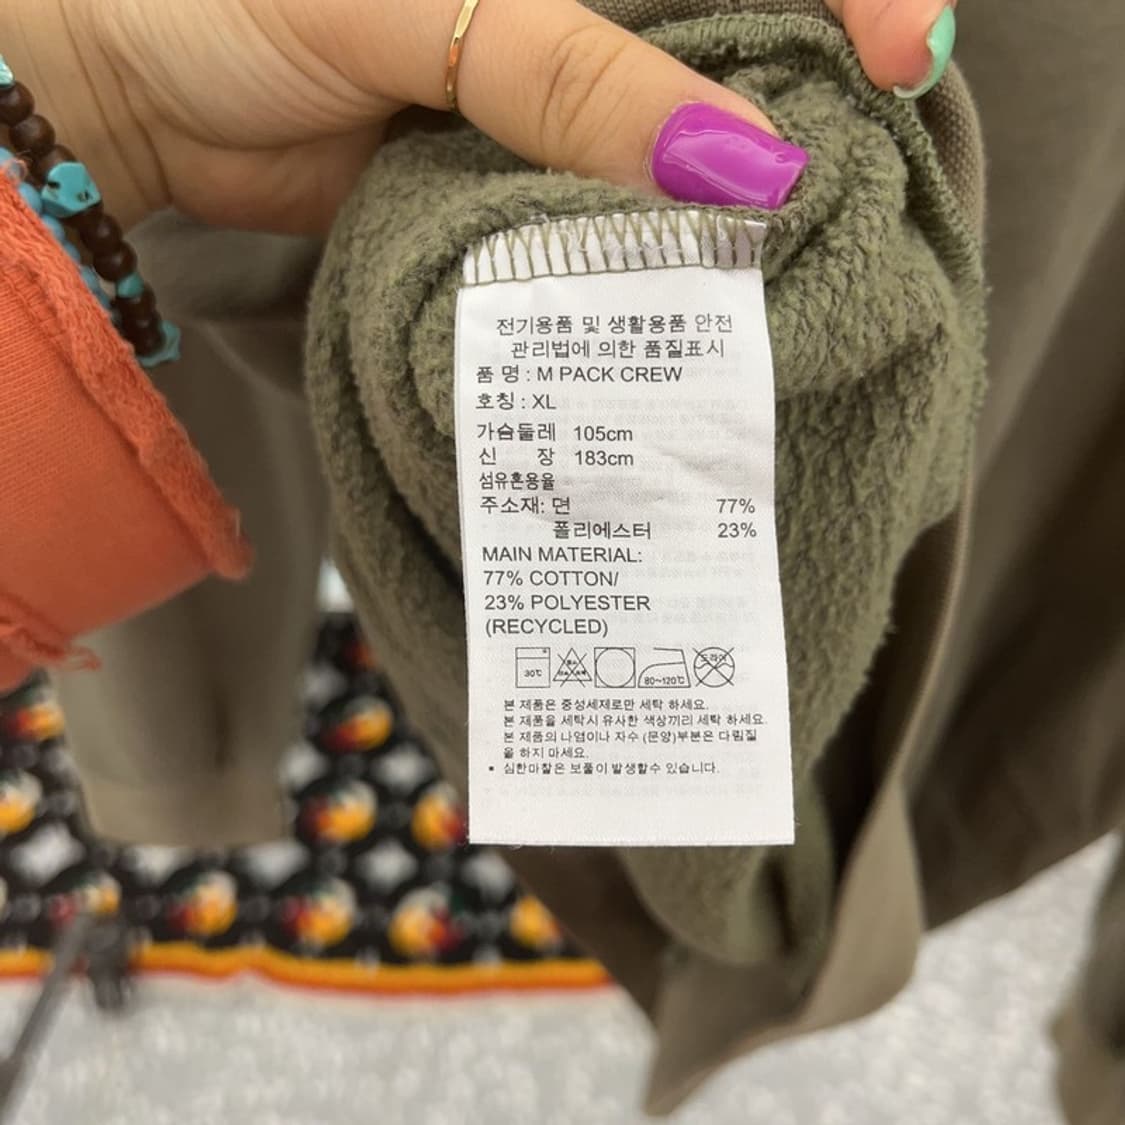 전기용품 및 생활용품 안전
관리법에 의한 품질표시
품 명 : M PACK CREW
호칭 : XL
가슴둘레 105cm
신 장 183cm
섬유혼용율
주소재: 면 77%
폴리에스터 23%
MAIN MATERIAL:
77% COTTON/
23% POLYESTER
(RECYCLED)
30℃ 80~120℃ 드라이
본 제품은 중성세제로만 세탁 하세요.
본 제품을 세탁시 유사한 색상끼리 세탁 하세요.
본 제품의 나염이나 자수 (문양)부분은 다림질
을 하지 마세요.
* 심한마찰은 보풀이 발생할수 있습니다.